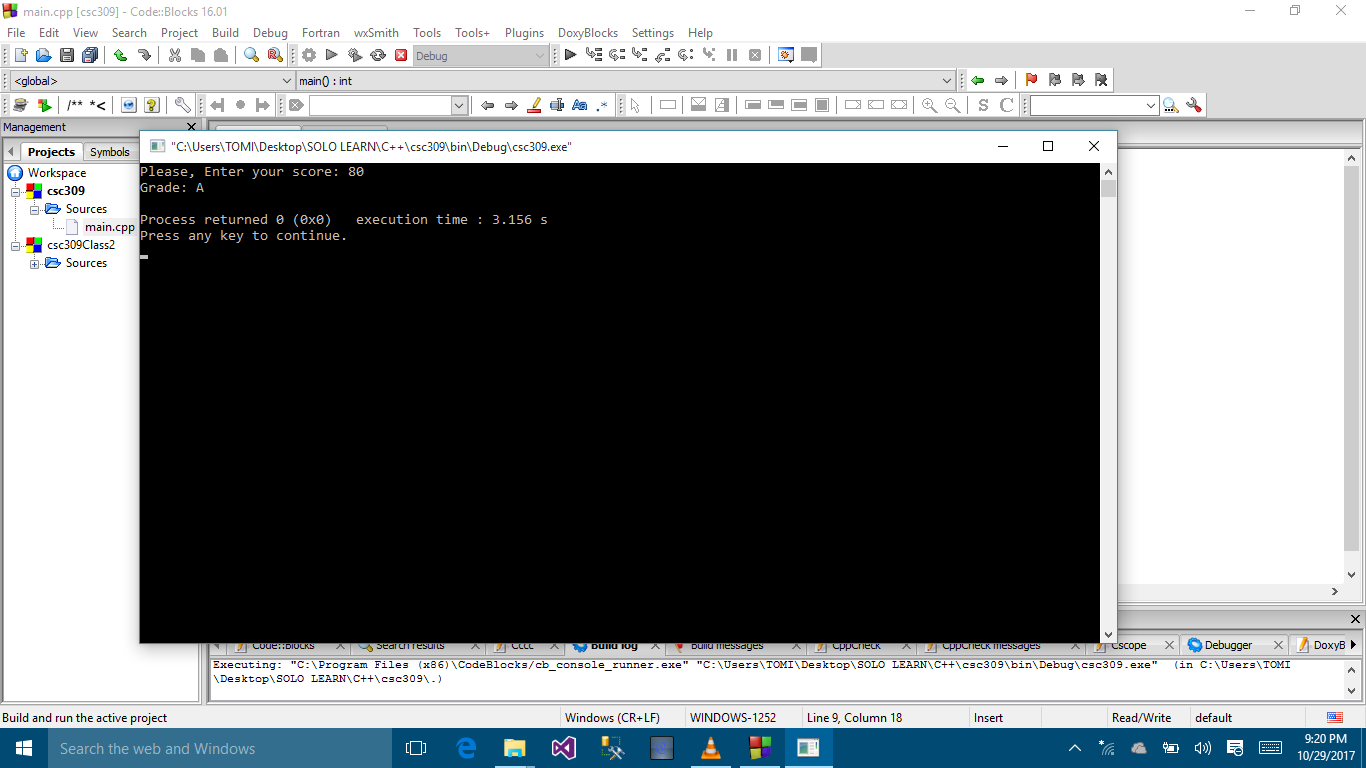 main.cpp [csc309] - Code::Blocks 16.01
File Edit View Search Project Build Debug Fortran wxSmith Tools Tools+ Plugins DoxyBlocks Settings Help
Debug
<global> main() : int
/** *<
Aa .*
S C
Management
Projects Symbols
Workspace
csc309
Sources
main.cpp
csc309Class2
Sources
"C:\Users\TOMI\Desktop\SOLO LEARN\C++\csc309\bin\Debug\csc309.exe"
Please, Enter your score: 80
Grade: A
Process returned 0 (0x0)   execution time : 3.156 s
Press any key to continue.
Code::Blocks Search results Cccc Build log Build messages CppCheck CppCheck messages Cscope Debugger DoxyB
Executing: "C:\Program Files (x86)\CodeBlocks/cb_console_runner.exe" "C:\Users\TOMI\Desktop\SOLO LEARN\C++\csc309\bin\Debug\csc309.exe"  (in C:\Users\TOMI
\Desktop\SOLO LEARN\C++\csc309\.)
Build and run the active project Windows (CR+LF) WINDOWS-1252 Line 9, Column 18 Insert Read/Write default
Search the web and Windows
9:20 PM
10/29/2017